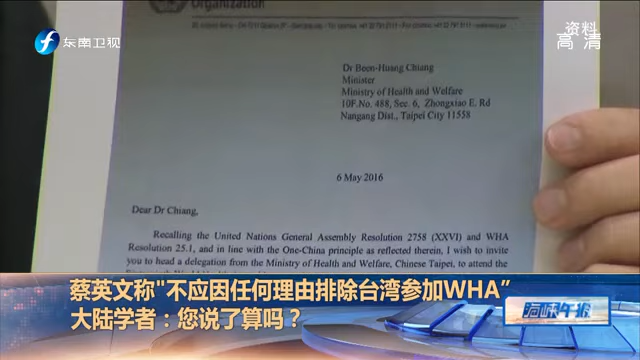 Organization
资料
高清
东南卫视
Dr Been-Huang Chiang
Minister
Ministry of Health and Welfare
10F.No. 488, Sec. 6, Zhongxiao E. Rd
Nangang Dist., Taipei City 11558
6 May 2016
Dear Dr Chiang,
Recalling the United Nations General Assembly Resolution 2758 (XXVI) and WHA
Resolution 25.1, and in line with the One-China principle as reflected therein, I wish to invite
you to head a delegation from the Ministry of Health and Welfare, Chinese Taipei, to attend the
蔡英文称"不应因任何理由排除台湾参加WHA”
大陆学者：您说了算吗？
海峡午报